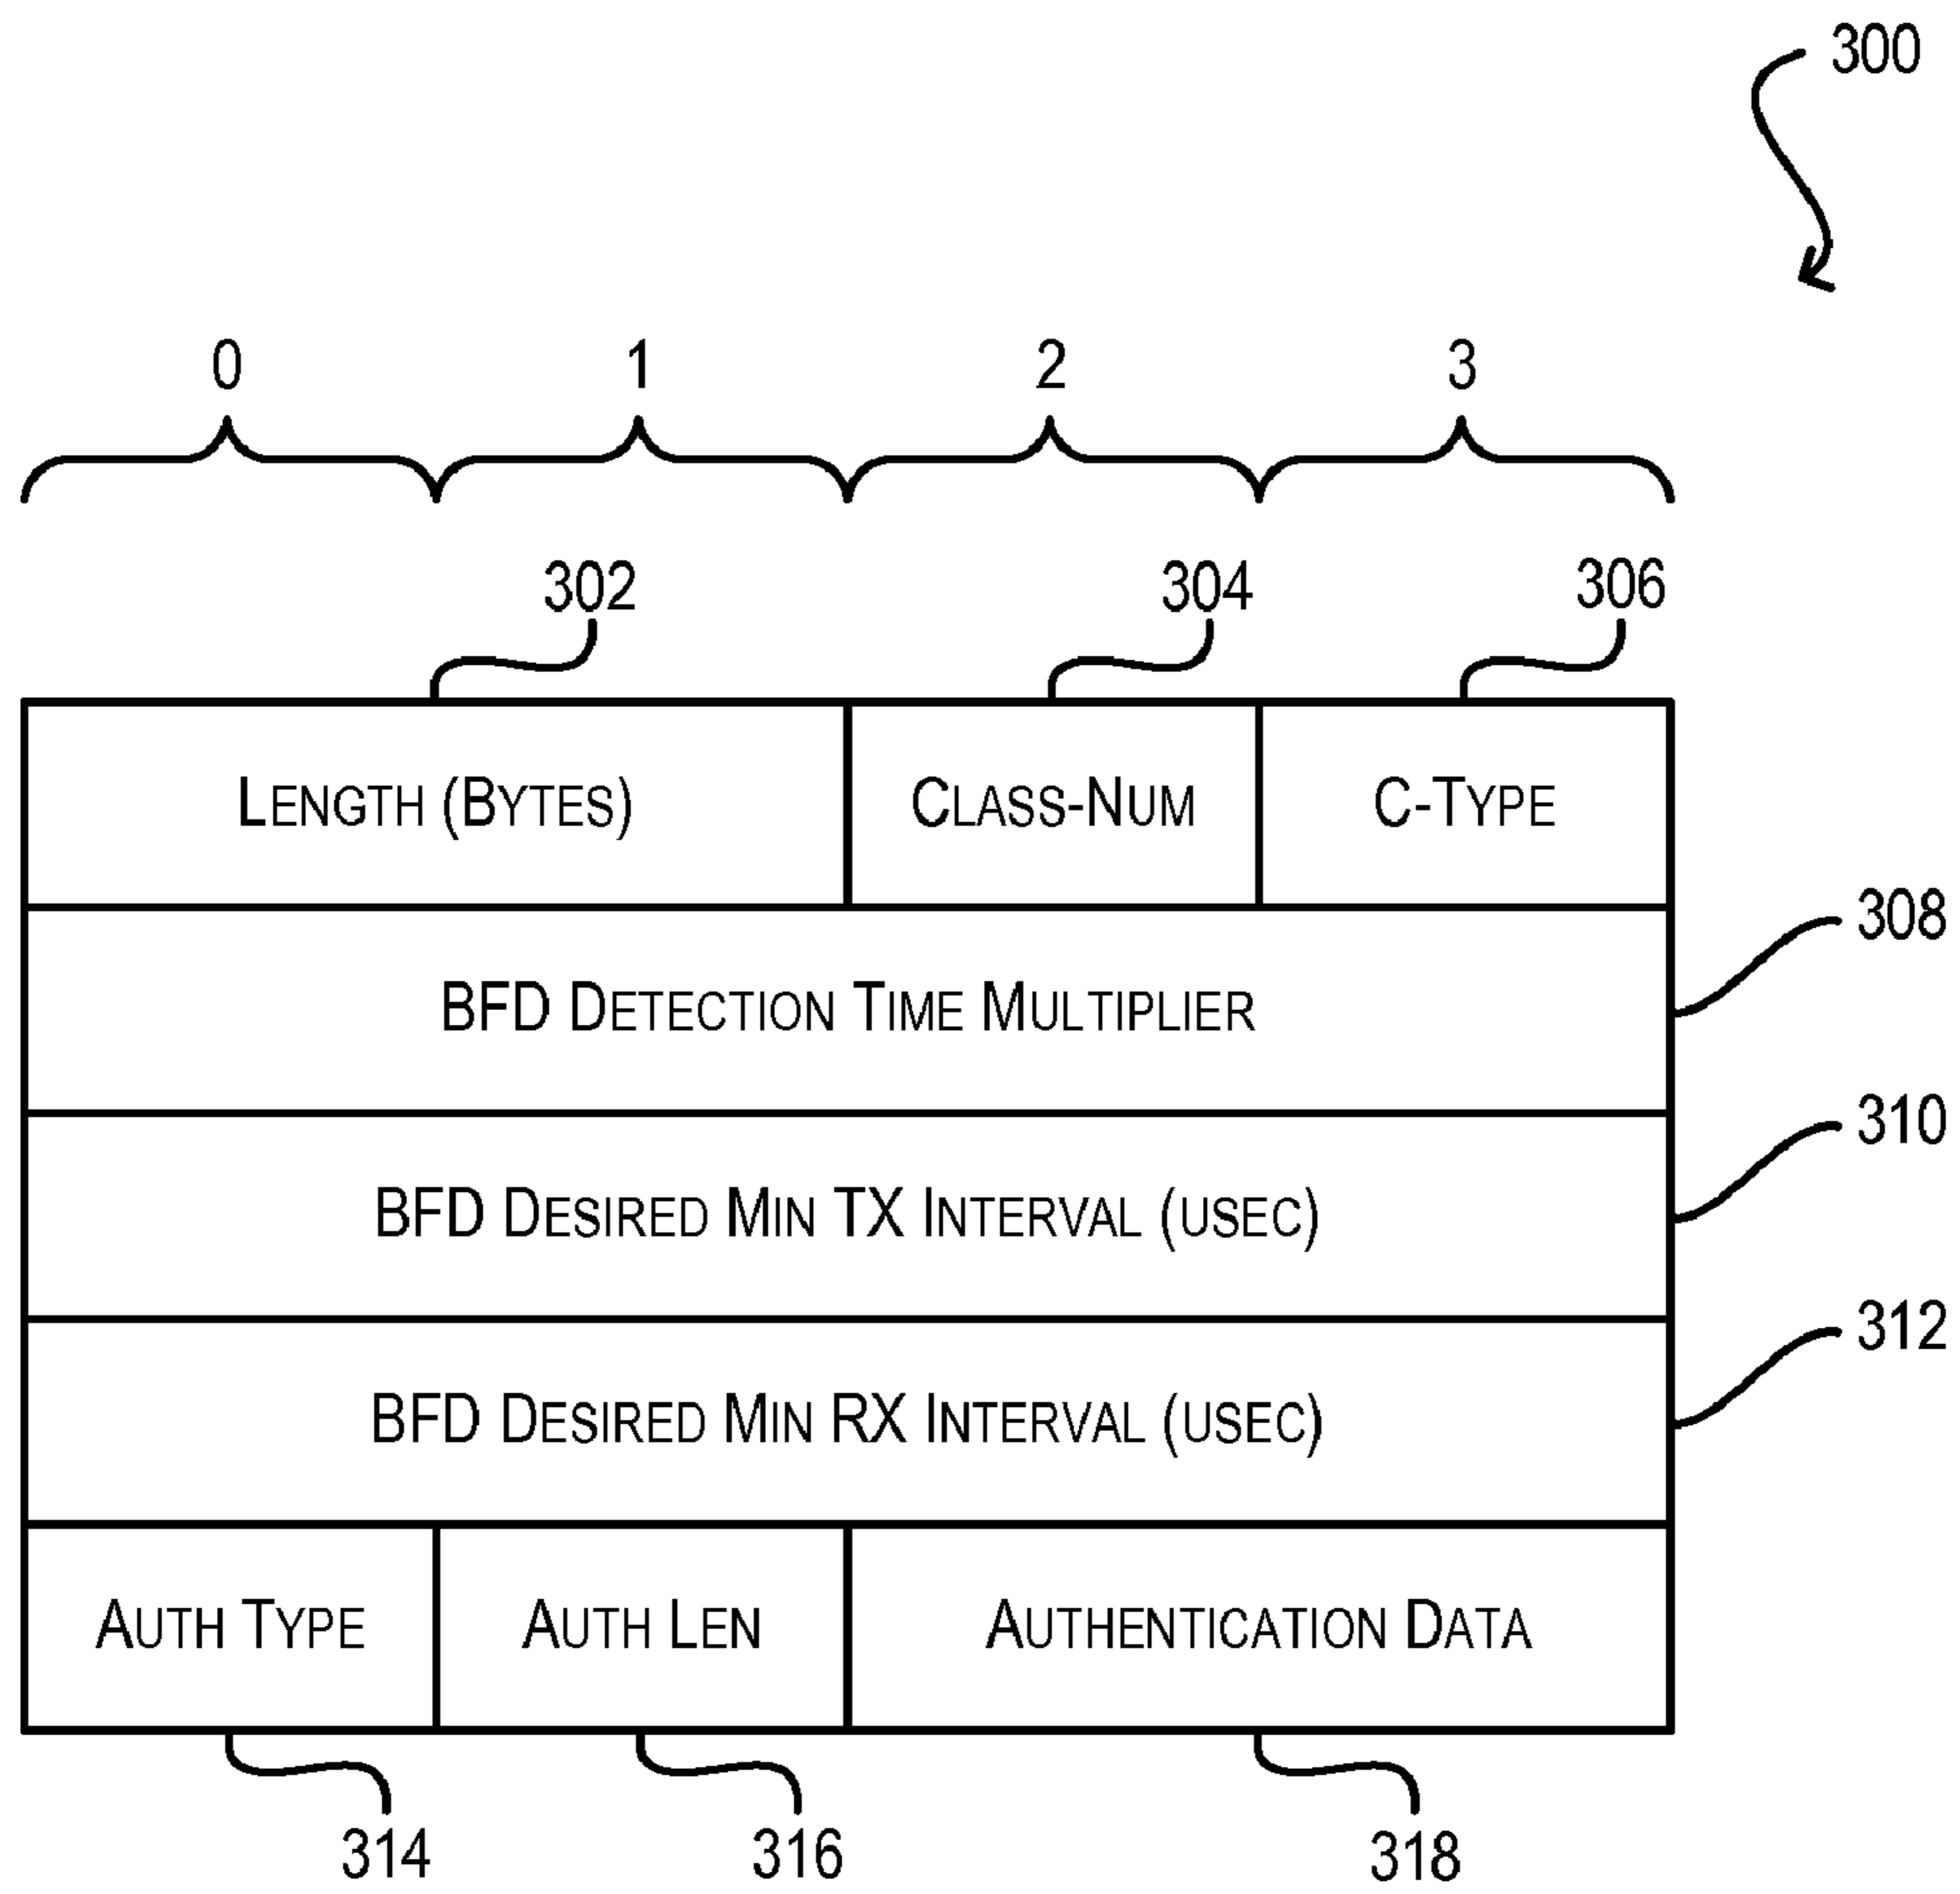 300
0 1 2 3
302 304 306
Length (Bytes) Class-Num C-Type
308
BFD Detection Time Multiplier
310
BFD Desired Min TX Interval (usec)
312
BFD Desired Min RX Interval (usec)
Auth Type Auth Len Authentication Data
314 316 318